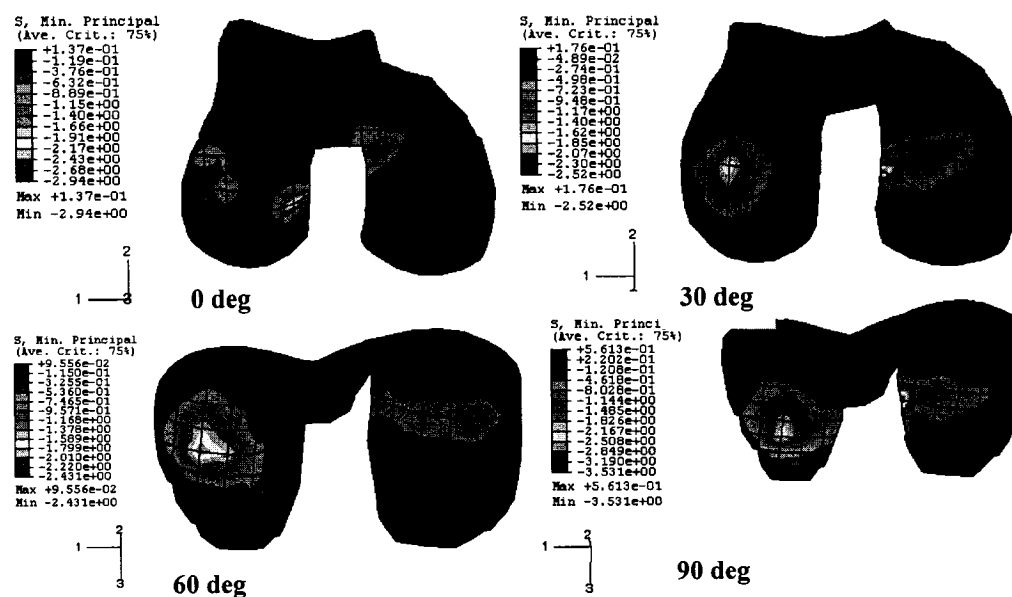 S, Min. Principal
(Ave. Crit.: 75%)
+1.37e-01
-1.19e-01
-3.76e-01
-6.32e-01
-8.89e-01
-1.15e+00
-1.40e+00
-1.66e+00
-1.91e+00
-2.17e+00
-2.43e+00
-2.68e+00
-2.94e+00
Max +1.37e-01
Min -2.94e+00
2
1
3
0 deg
S, Min. Principal
(Ave. Crit.: 75%)
+1.76e-01
-4.89e-02
-2.74e-01
-4.98e-01
-7.23e-01
-9.48e-01
-1.17e+00
-1.40e+00
-1.62e+00
-1.85e+00
-2.07e+00
-2.30e+00
-2.52e+00
Max +1.76e-01
Min -2.52e+00
2
1
30 deg
S, Min. Principal
(Ave. Crit.: 75%)
+9.556e-02
-1.150e-01
-3.255e-01
-5.360e-01
-7.465e-01
-9.571e-01
-1.168e+00
-1.378e+00
-1.589e+00
-1.799e+00
-2.010e+00
-2.220e+00
-2.431e+00
Max +9.556e-02
Min -2.431e+00
2
1
3
60 deg
S, Min. Princi
(Ave. Crit.: 75%)
+5.613e-01
+2.202e-01
-1.208e-01
-4.618e-01
-8.028e-01
-1.144e+00
-1.485e+00
-1.826e+00
-2.167e+00
-2.508e+00
-2.849e+00
-3.190e+00
-3.531e+00
Max +5.613e-01
Min -3.531e+00
2
1
3
90 deg